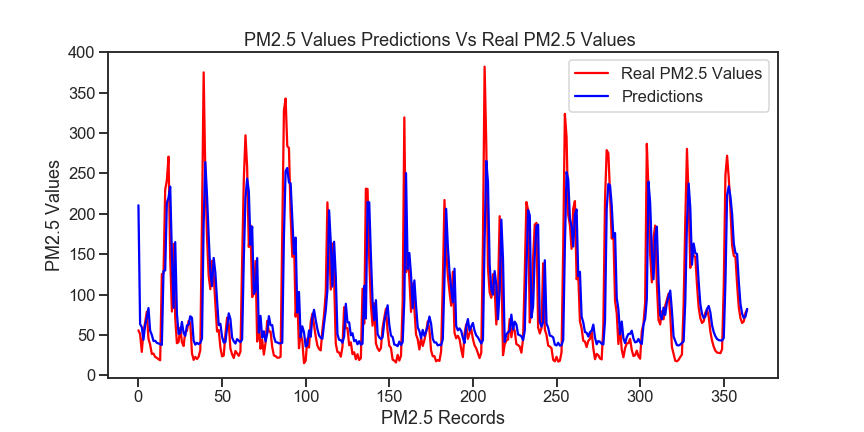 PM2.5 Values Predictions Vs Real PM2.5 Values
400
350
300
250
200
150
100
50
0
PM2.5 Values
Real PM2.5 Values
Predictions
0 50 100 150 200 250 300 350
PM2.5 Records